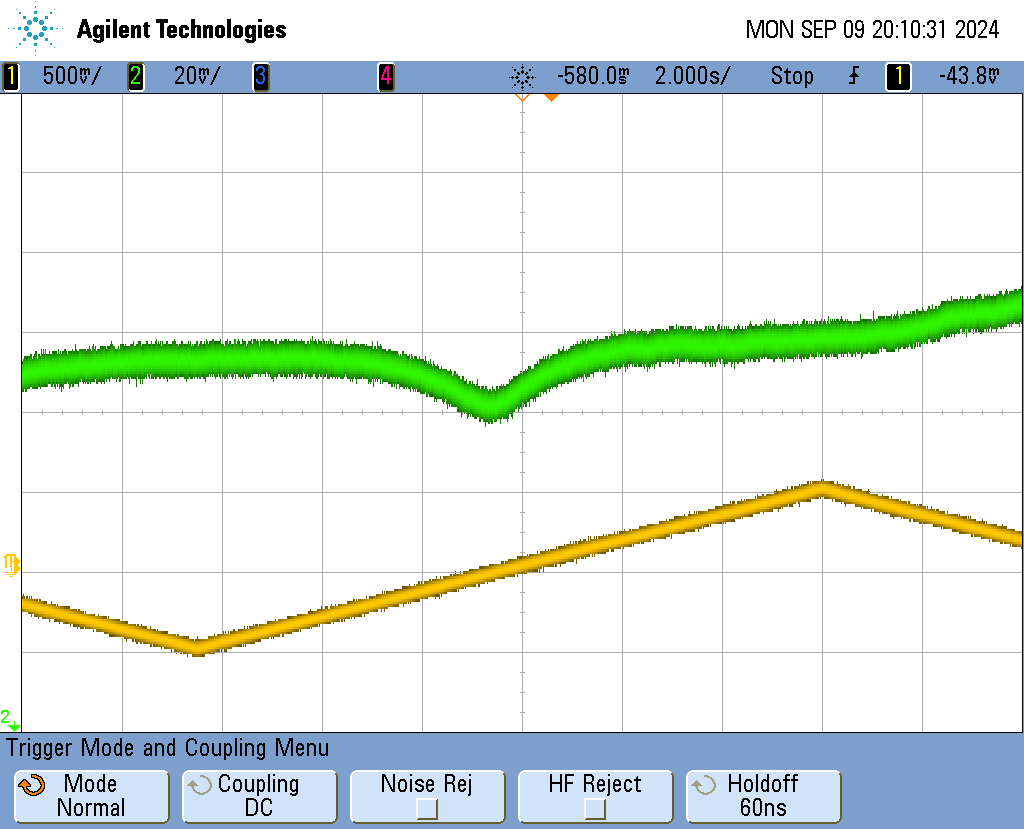 Agilent Technologies
MON SEP 09 20:10:31 2024
1 500mV/ 2 20mV/ 3 4 -580.0ms 2.000s/ Stop 1 -43.8mV
T
2
Trigger Mode and Coupling Menu
Mode Coupling Noise Rej HF Reject Holdoff
Normal DC 60ns